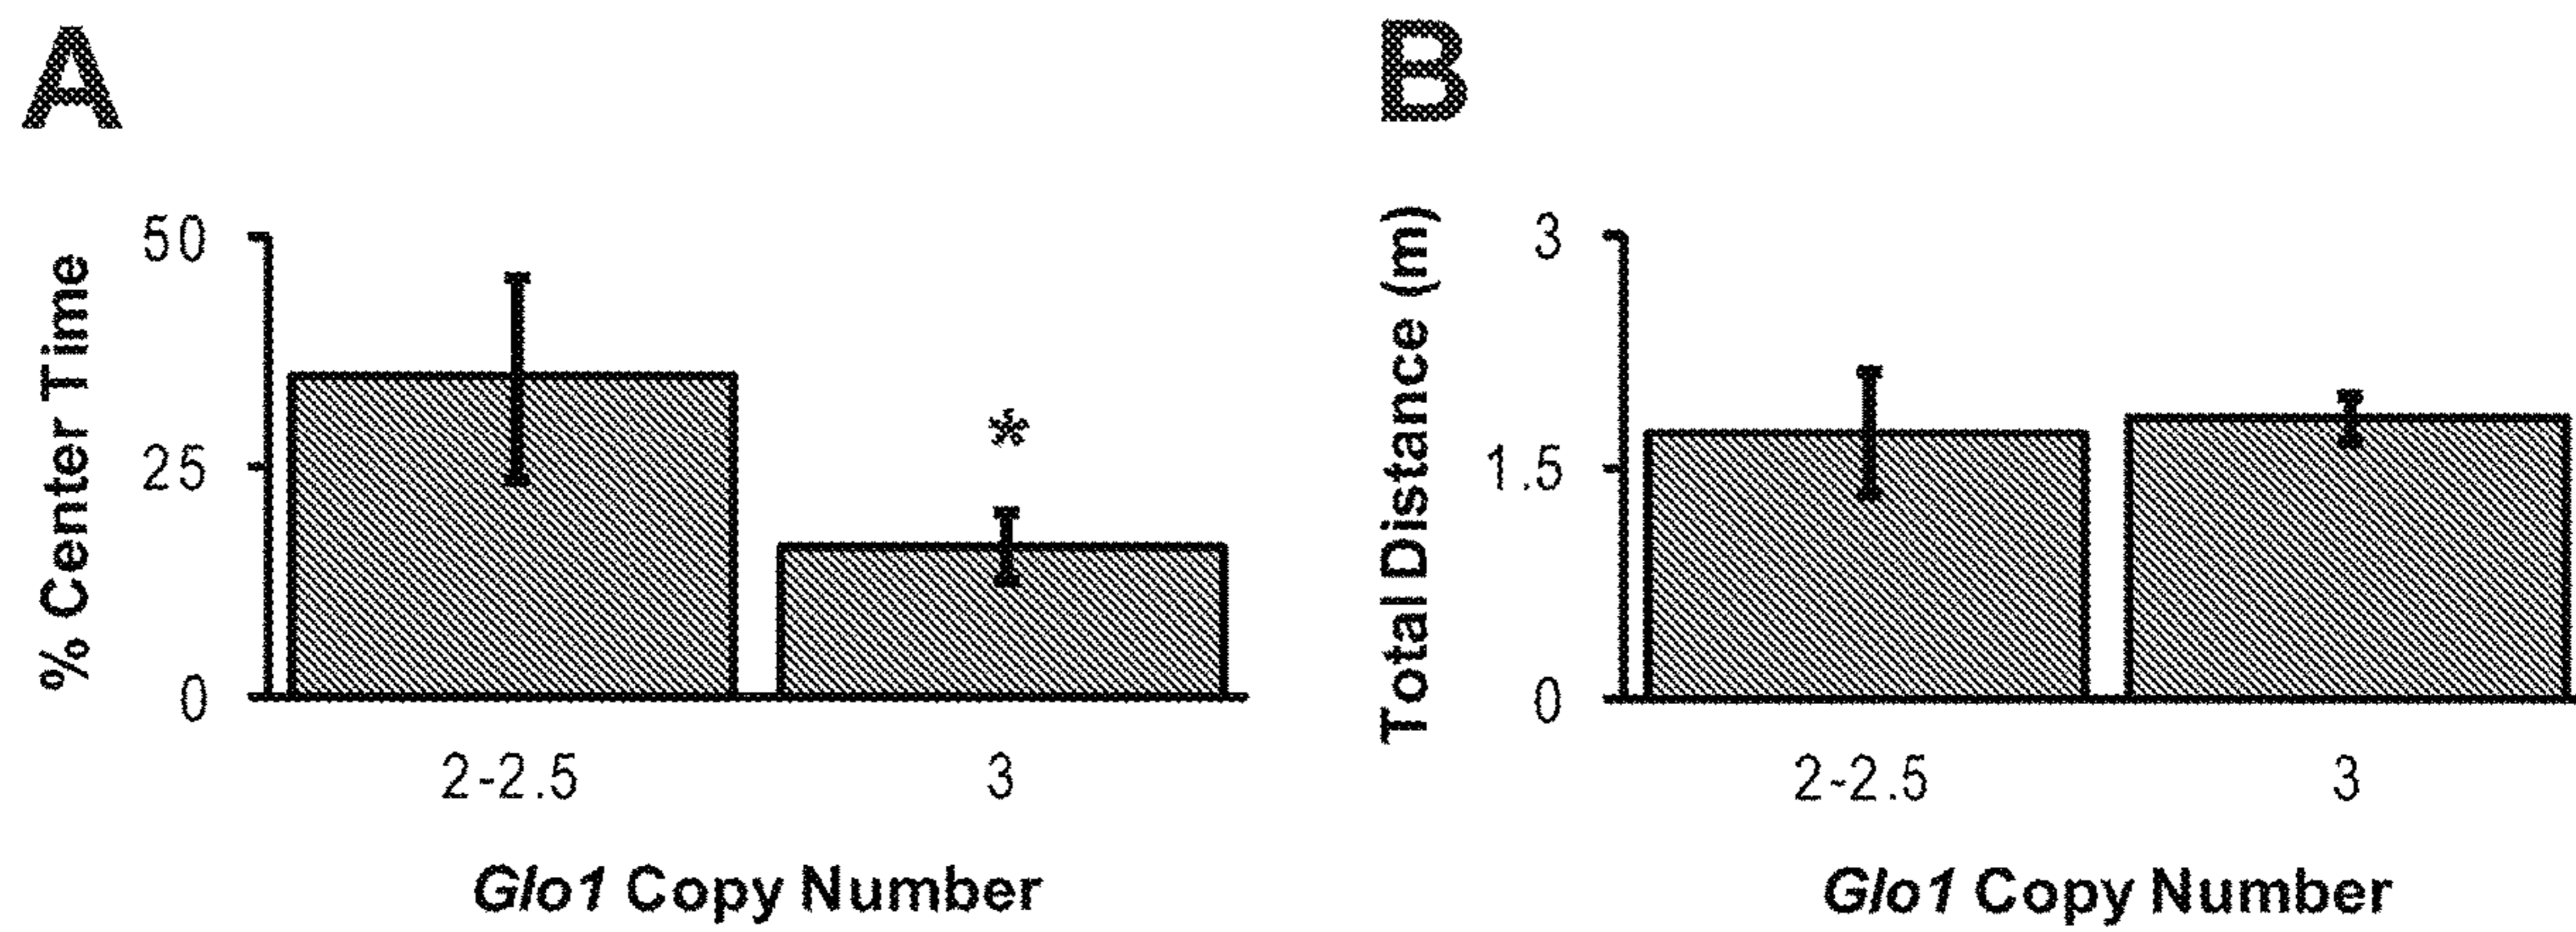 A
B
% Center Time
50
25
0
*
2-2.5
3
Glo1 Copy Number
Total Distance (m)
3
1.5
0
2-2.5
3
Glo1 Copy Number